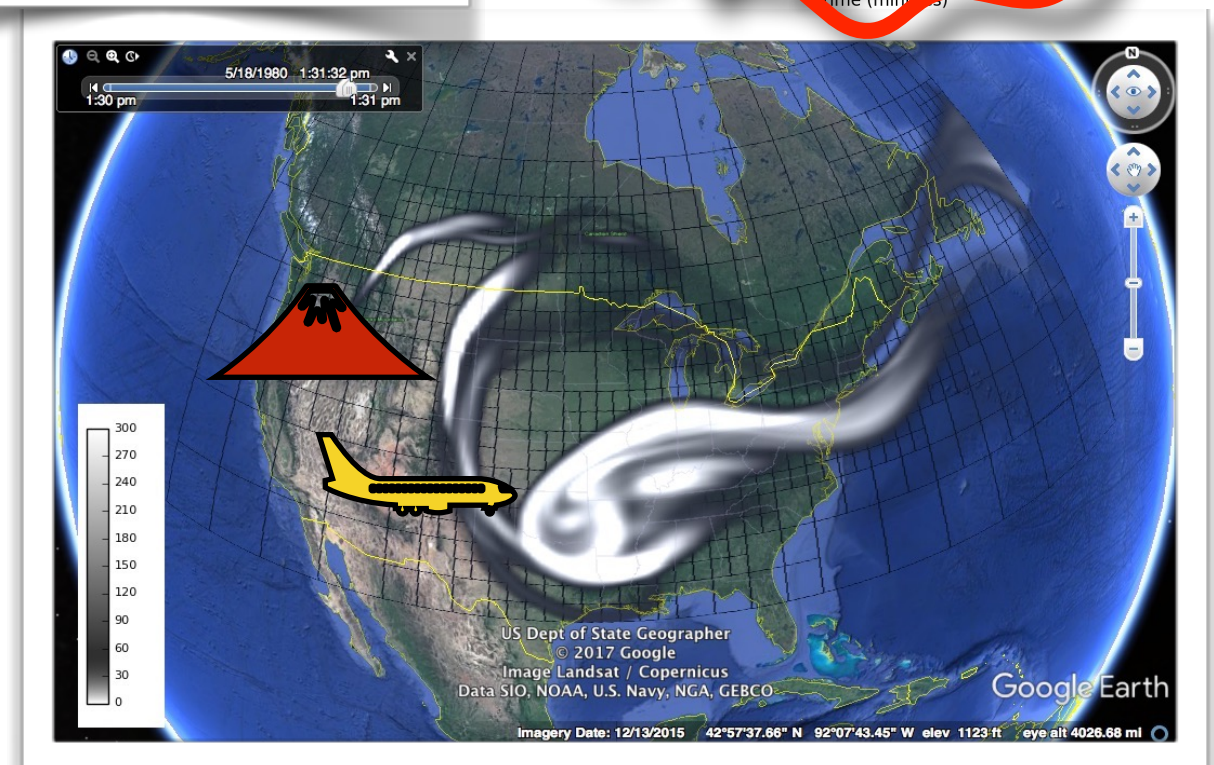 time (minutes)
5/18/1980 1:31:32 pm
1:30 pm
1:31 pm
N
300
270
240
210
180
150
120
90
60
30
0
US Dept of State Geographer
© 2017 Google
Image Landsat / Copernicus
Data SIO, NOAA, U.S. Navy, NGA, GEBCO
Google Earth
Imagery Date: 12/13/2015 42°57'37.66" N 92°07'43.45" W elev 1123 ft eye alt 4026.68 mi